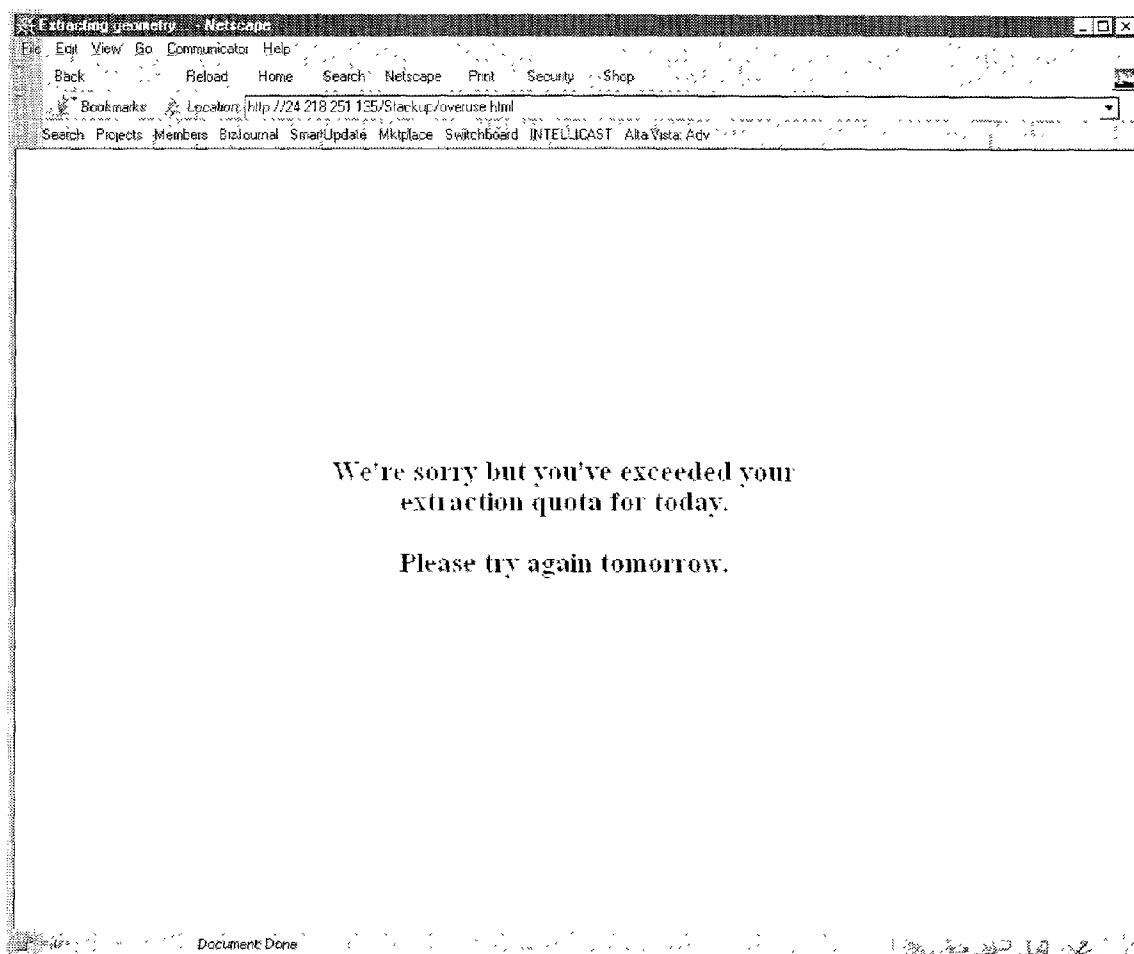 Extracting geometry... - Netscape
File Edit View Go Communicator Help
Back Reload Home Search Netscape Print Security Shop
Bookmarks Location: http://24.218.251.135/Stackup/overuse.html
Search Projects Members BizJournal SmartUpdate Mktplace Switchboard INTELLICAST Alta Vista: Adv
We're sorry but you've exceeded your
extraction quota for today.
Please try again tomorrow.
Document: Done